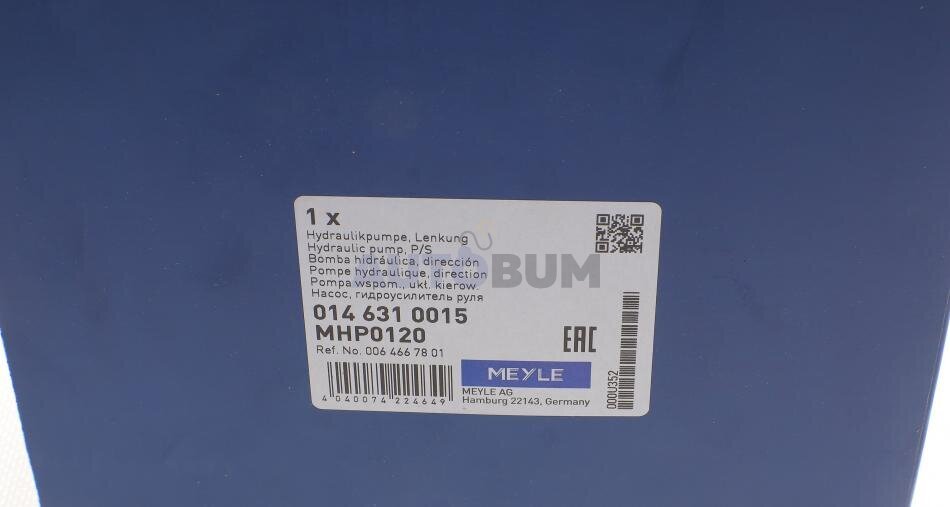 1 x
Hydraulikpumpe, Lenkung
Hydraulic pump, P/S
Bomba hidráulica, dirección
Pompe hydraulique, direction
Pompa wspom., ukł. kierow.
Насос, гидроусилитель руля
AUTOBUM
014 631 0015
MHP0120
EAC
Ref. No. 006 466 78 01
MEYLE
4 040074 224649
MEYLE AG
Hamburg 22143, Germany
000U352